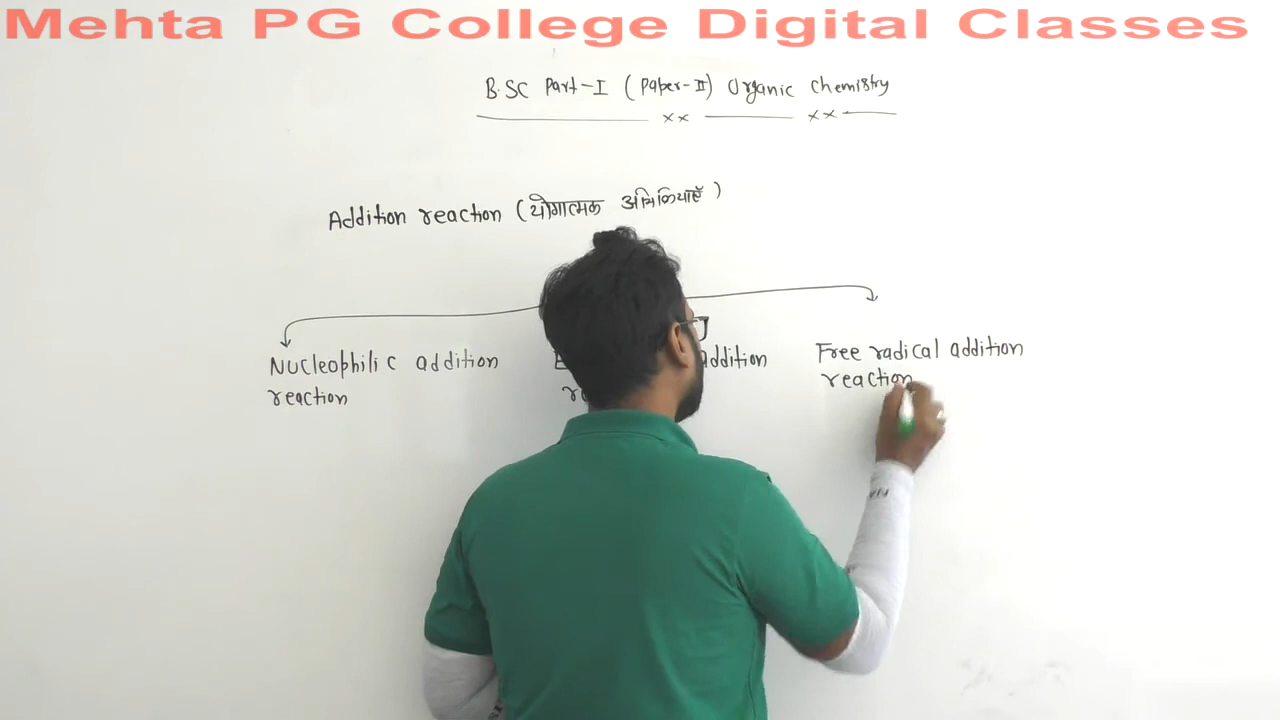 Mehta PG College Digital Classes
B.SC Part-I (Paper-II) Organic Chemistry
×× ××
Addition reaction (योगात्मक अभिक्रियाएँ)
Nucleophilic addition
reaction
addition
Free radical addition
reaction